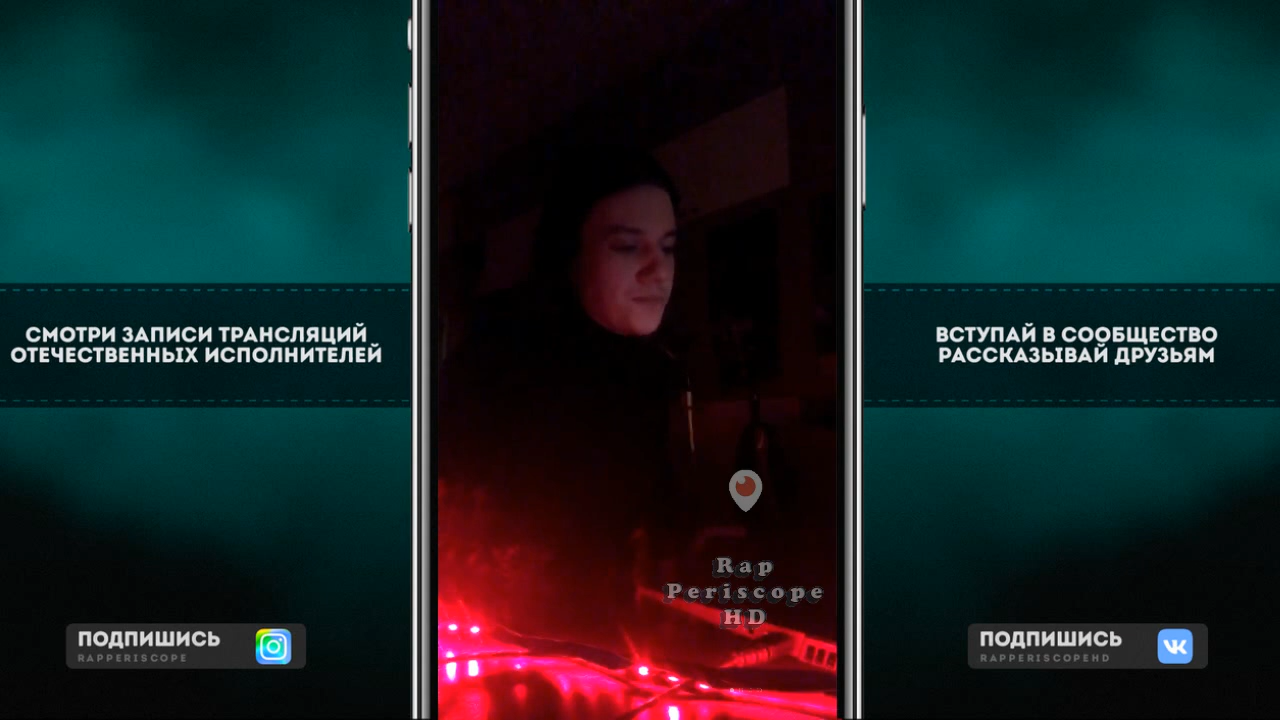 СМОТРИ ЗАПИСИ ТРАНСЛЯЦИЙ
ОТЕЧЕСТВЕННЫХ ИСПОЛНИТЕЛЕЙ
ВСТУПАЙ В СООБЩЕСТВО
РАССКАЗЫВАЙ ДРУЗЬЯМ
Rap
Periscope
HD
ПОДПИШИСЬ
RAPPERISCOPE
ПОДПИШИСЬ
RAPPERISCOPEHD